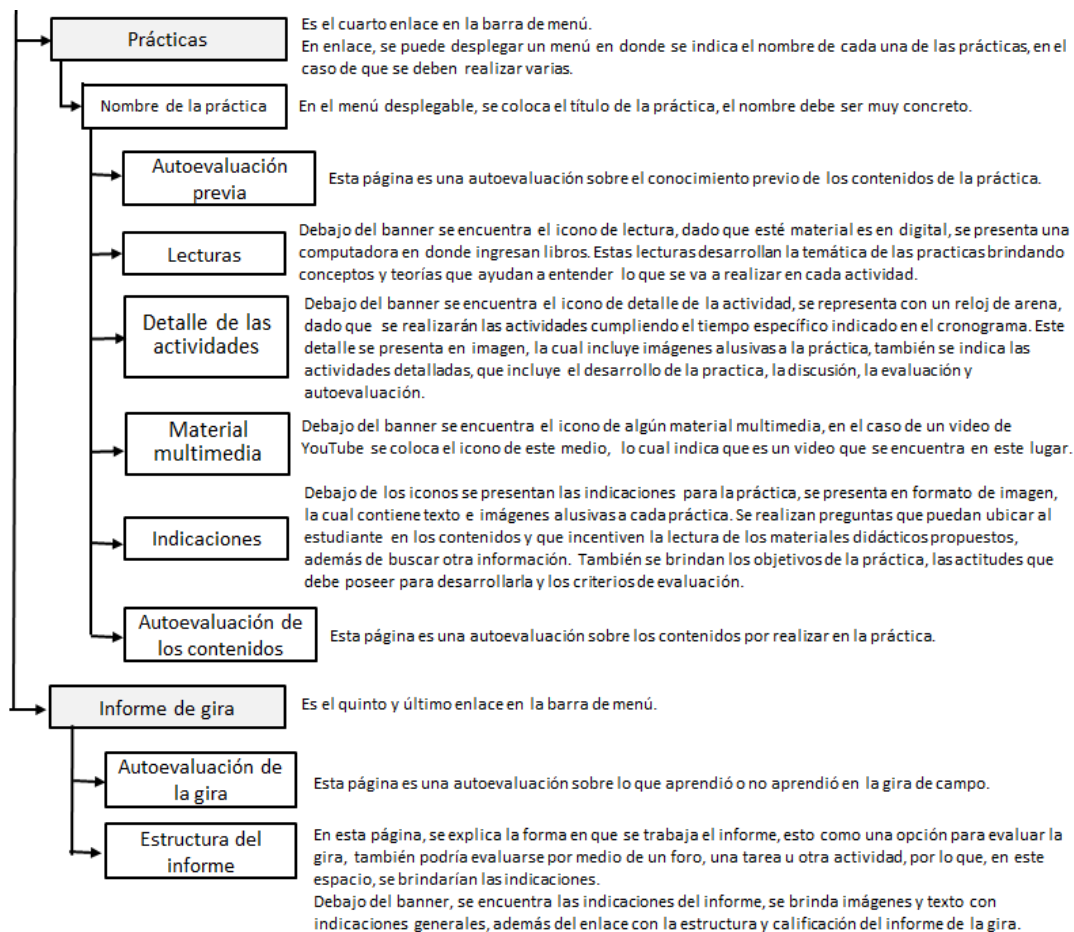 Prácticas
Es el cuarto enlace en la barra de menú.
En enlace, se puede desplegar un menú en donde se indica el nombre de cada una de las prácticas, en el
caso de que se deben realizar varias.
Nombre de la práctica
En el menú desplegable, se coloca el título de la práctica, el nombre debe ser muy concreto.
Autoevaluación
previa
Esta página es una autoevaluación sobre el conocimiento previo de los contenidos de la práctica.
Lecturas
Debajo del banner se encuentra el icono de lectura, dado que esté material es en digital, se presenta una
computadora en donde ingresan libros. Estas lecturas desarrollan la temática de las practicas brindando
conceptos y teorías que ayudan a entender lo que se va a realizar en cada actividad.
Detalle de las
actividades
Debajo del banner se encuentra el icono de detalle de la actividad, se representa con un reloj de arena,
dado que se realizarán las actividades cumpliendo el tiempo específico indicado en el cronograma. Este
detalle se presenta en imagen, la cual incluye imágenes alusivas a la práctica, también se indica las
actividades detalladas, que incluye el desarrollo de la practica, la discusión, la evaluación y
autoevaluación.
Material
multimedia
Debajo del banner se encuentra el icono de algún material multimedia, en el caso de un video de
YouTube se coloca el icono de este medio, lo cual indica que es un video que se encuentra en este lugar.
Indicaciones
Debajo de los iconos se presentan las indicaciones para la práctica, se presenta en formato de imagen,
la cual contiene texto e imágenes alusivas a cada práctica. Se realizan preguntas que puedan ubicar al
estudiante en los contenidos y que incentiven la lectura de los materiales didácticos propuestos,
además de buscar otra información. También se brindan los objetivos de la práctica, las actitudes que
debe poseer para desarrollarla y los criterios de evaluación.
Autoevaluación de
los contenidos
Esta página es una autoevaluación sobre los contenidos por realizar en la práctica.
Informe de gira
Es el quinto y último enlace en la barra de menú.
Autoevaluación de
la gira
Esta página es una autoevaluación sobre lo que aprendió o no aprendió en la gira de campo.
Estructura del
informe
En esta página, se explica la forma en que se trabaja el informe, esto como una opción para evaluar la
gira, también podría evaluarse por medio de un foro, una tarea u otra actividad, por lo que, en este
espacio, se brindarían las indicaciones.
Debajo del banner, se encuentra las indicaciones del informe, se brinda imágenes y texto con
indicaciones generales, además del enlace con la estructura y calificación del informe de la gira.